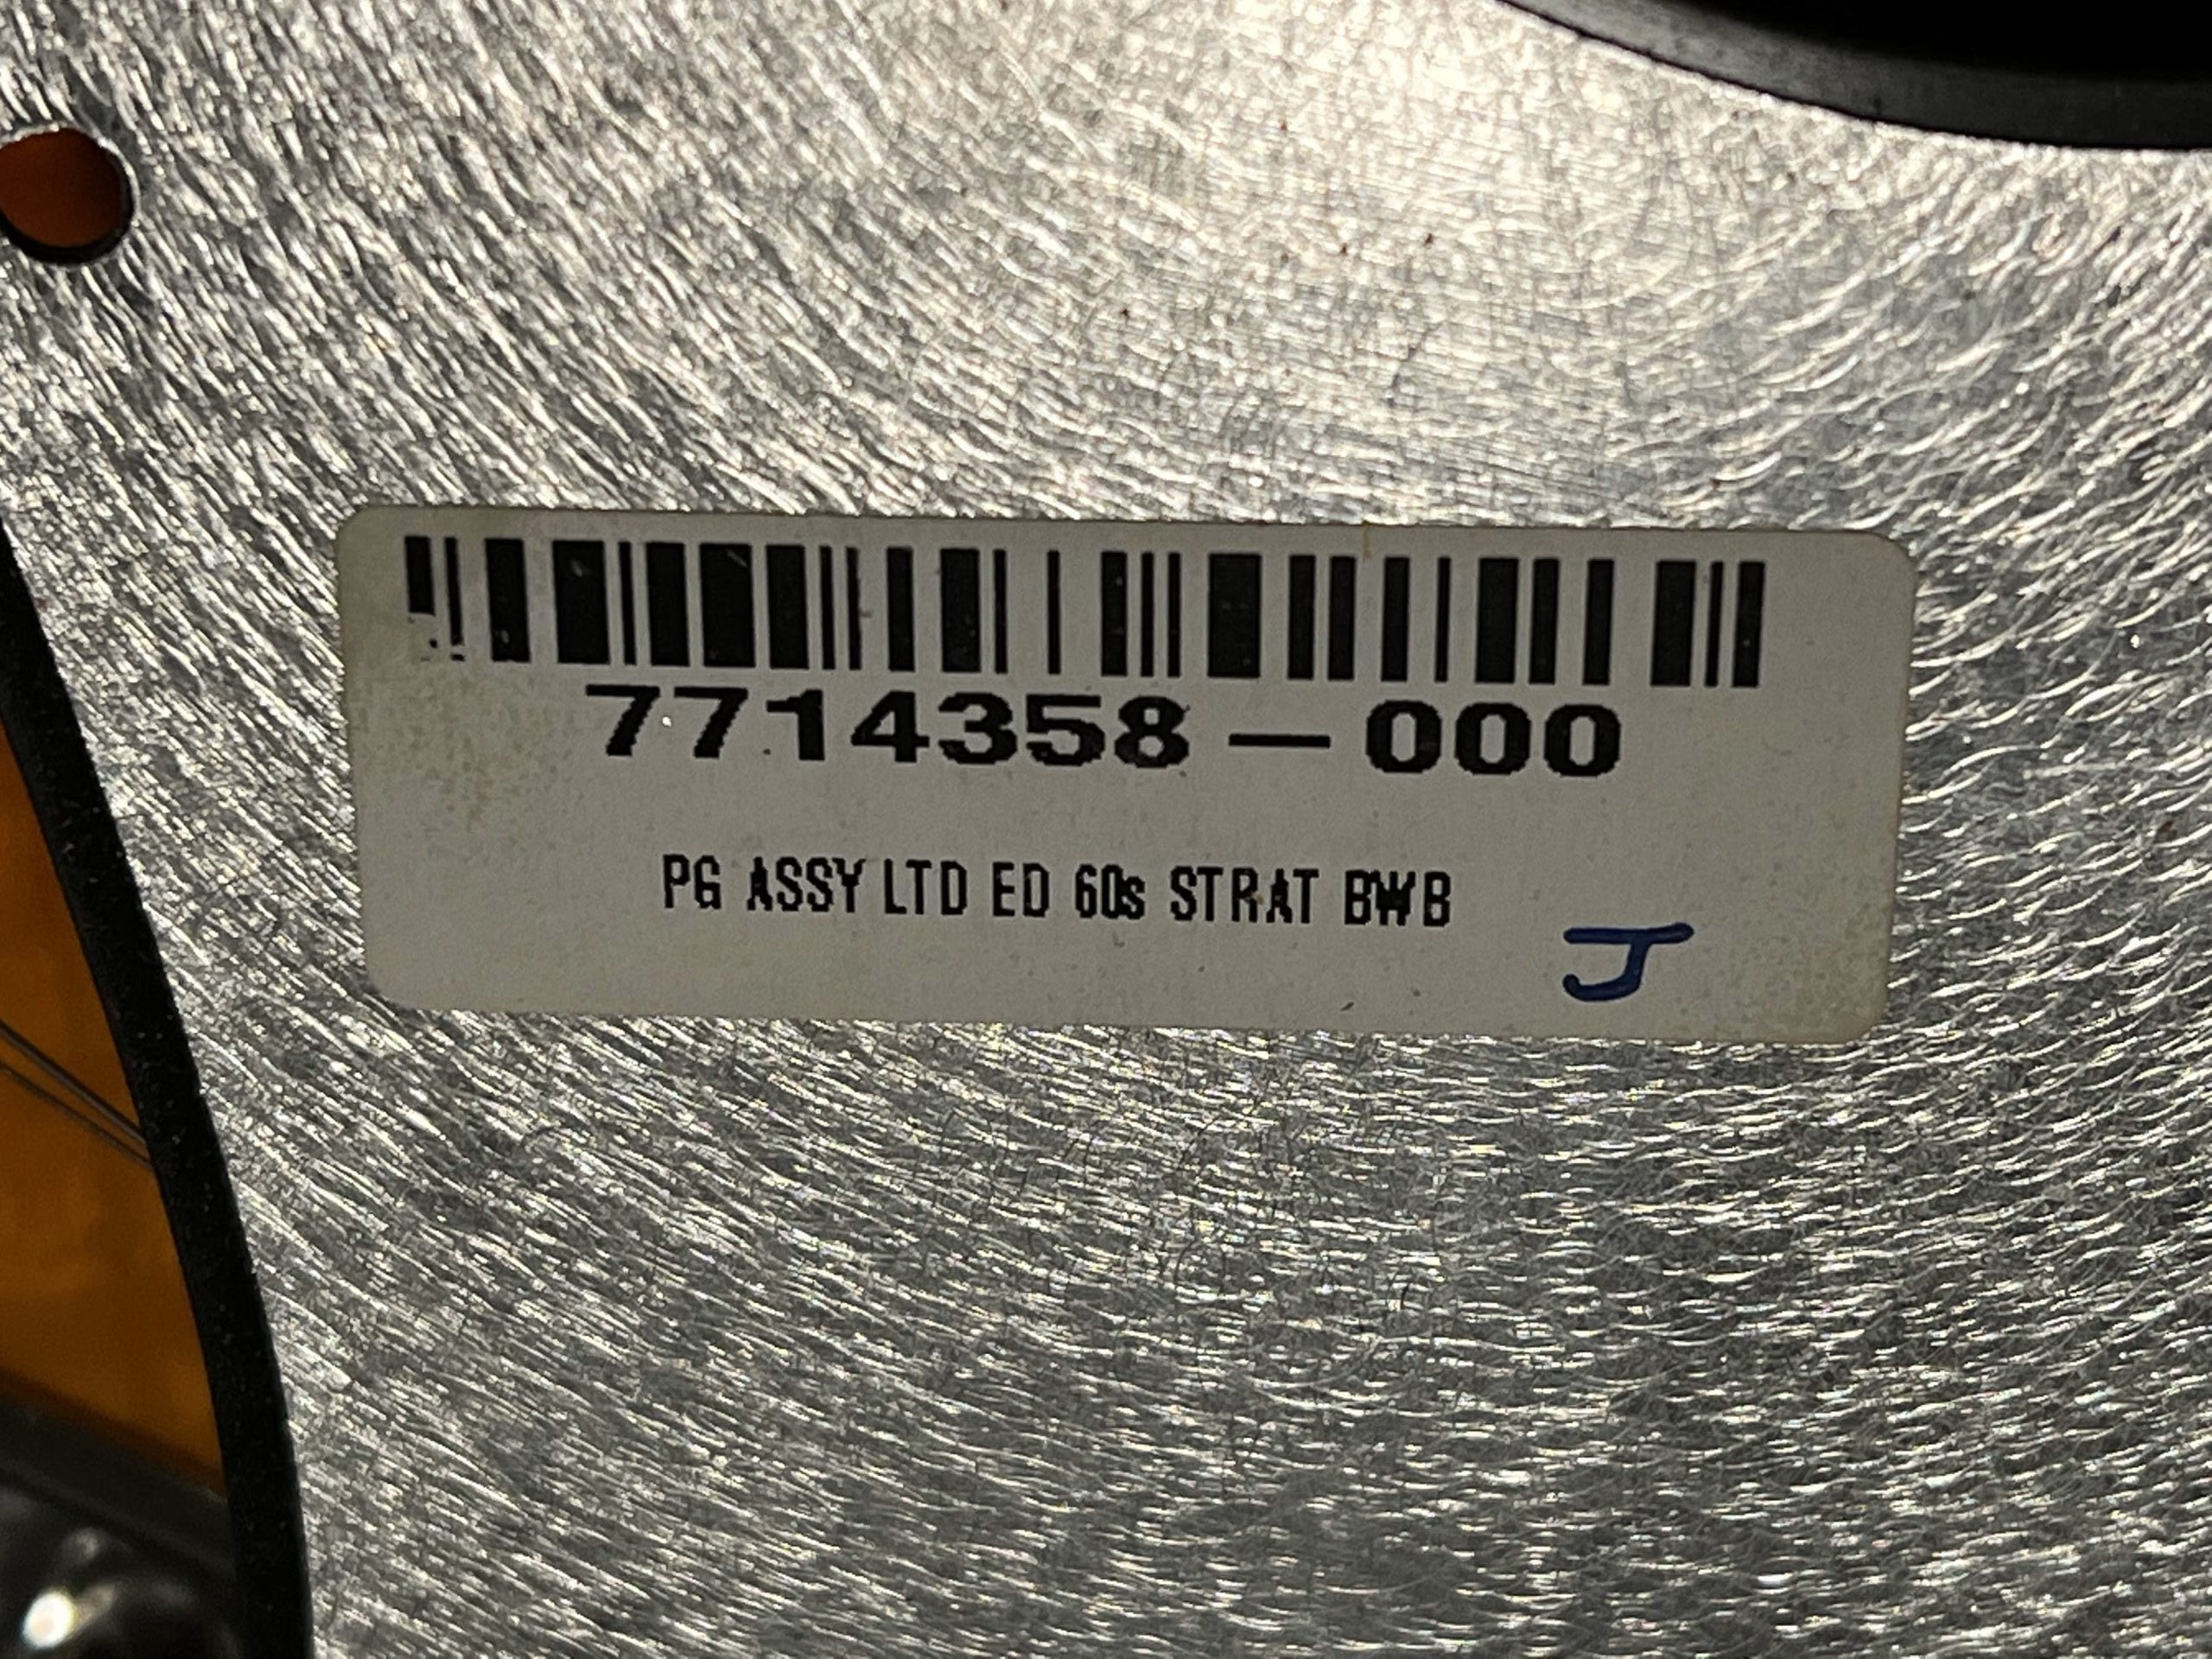 7714358-000
PG ASSY LTD ED 60s STRAT BWB
J